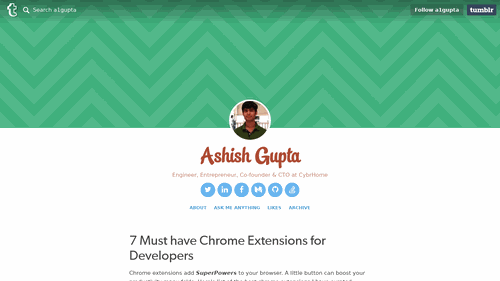 Search a1gupta
Follow a1gupta
tumblr
Ashish Gupta
Engineer, Entrepreneur, Co-founder & CTO at CybrHome
ABOUT ASK ME ANYTHING LIKES ARCHIVE
7 Must have Chrome Extensions for
Developers
Chrome extensions add SuperPowers to your browser. A little button can boost your